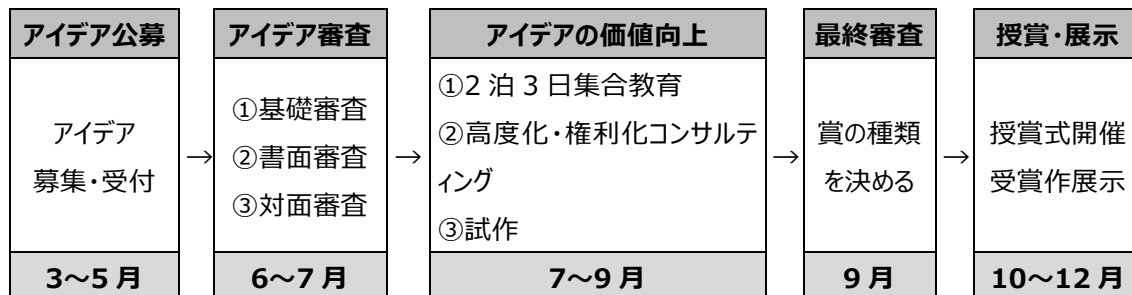 アイデア公募
アイデア
募集・受付
3～5 月
→
アイデア審査
①基礎審査
②書面審査
③対面審査
6～7 月
→
アイデアの価値向上
①2 泊 3 日集合教育
②高度化・権利化コンサルテ
ィング
③試作
7～9 月
→
最終審査
賞の種類
を決める
9 月
→
授賞・展示
授賞式開催
受賞作展示
10～12 月